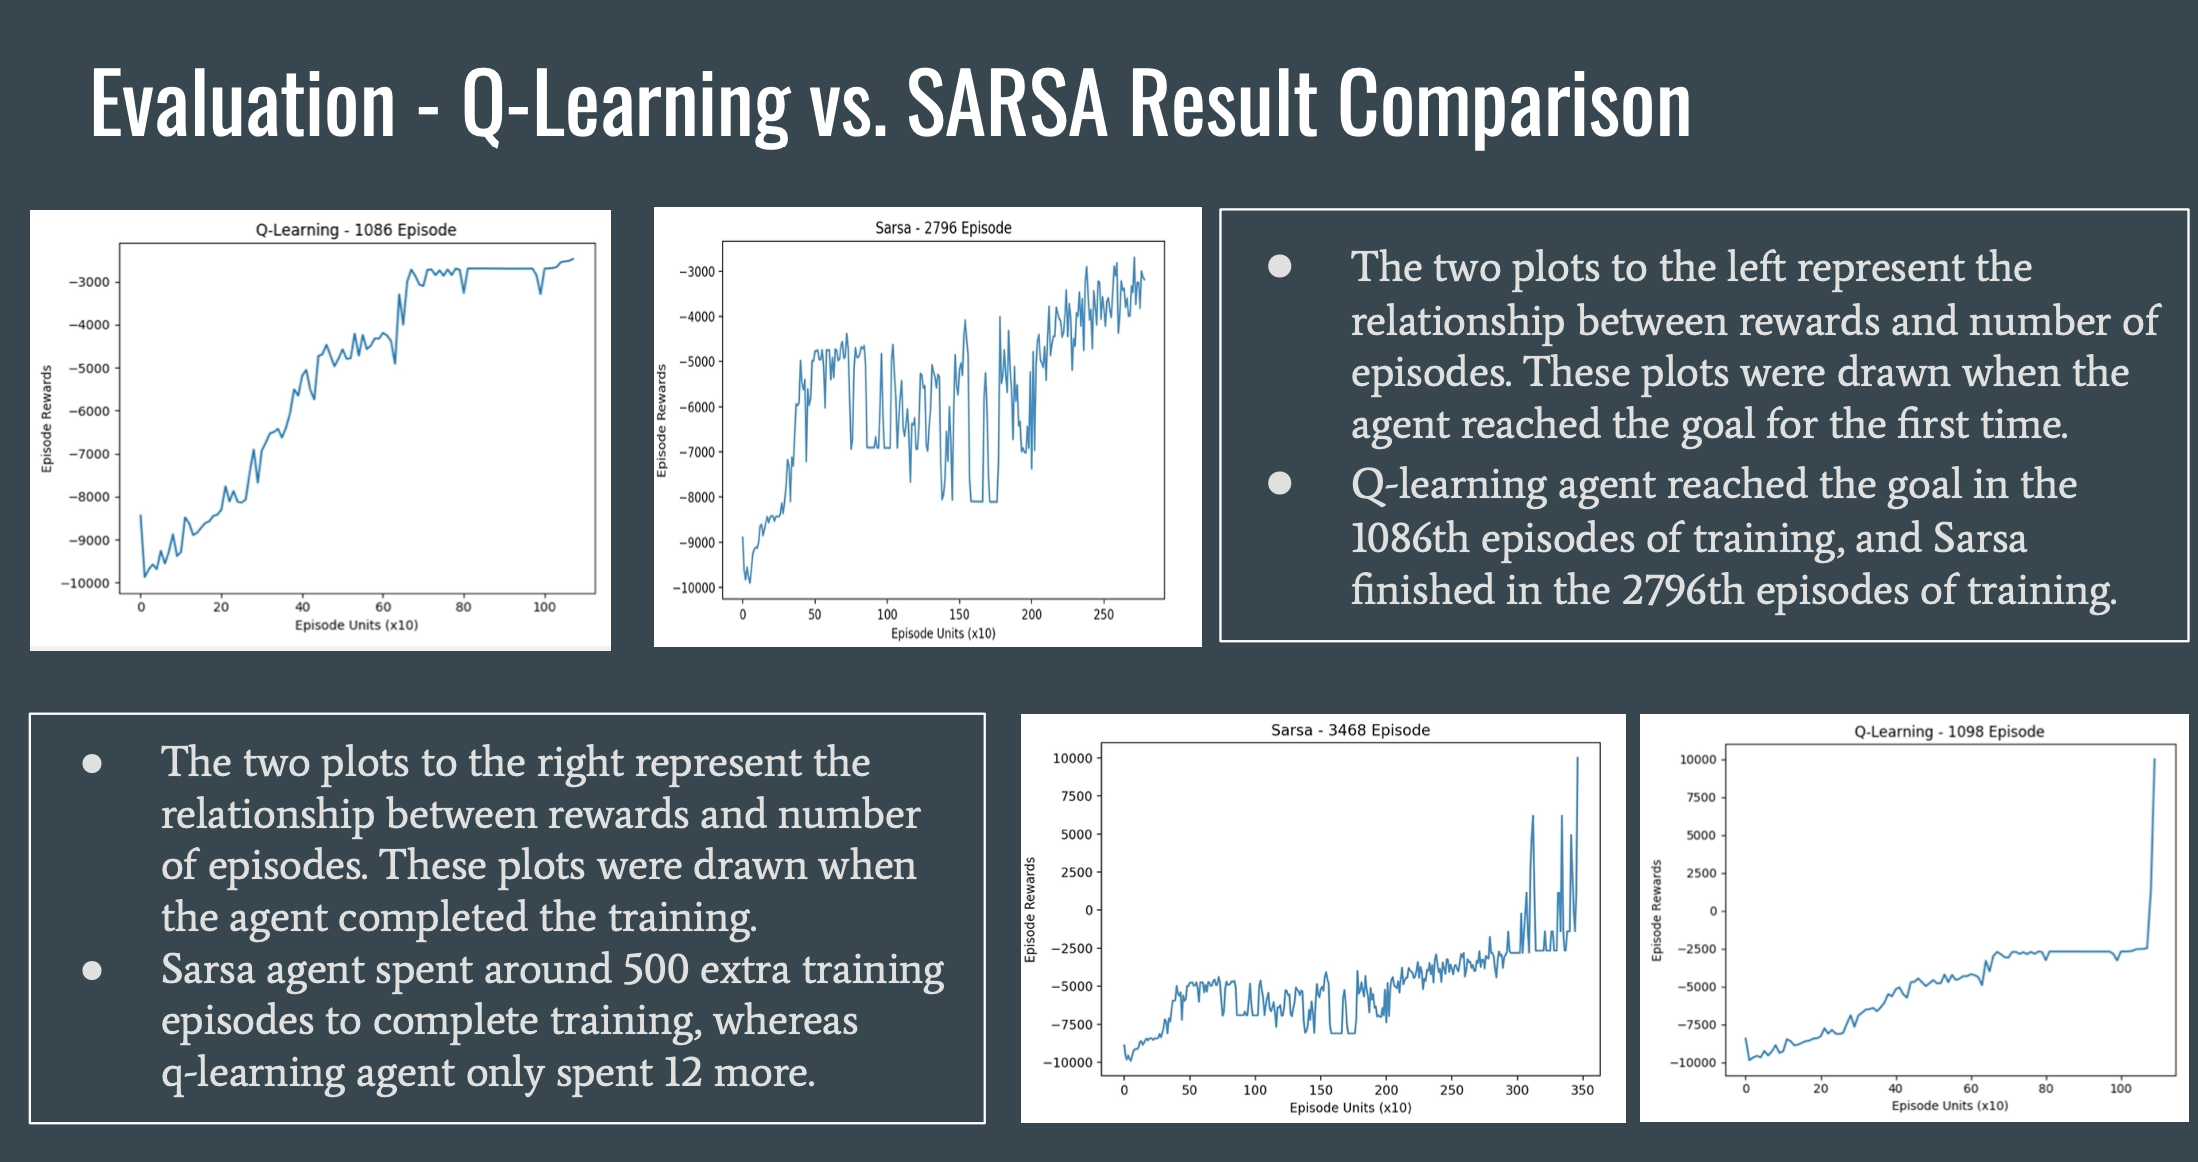 Evaluation - Q-Learning vs. SARSA Result Comparison
Q-Learning - 1086 Episode
Episode Rewards
−3000
−4000
−5000
−6000
−7000
−8000
−9000
−10000
0 20 40 60 80 100
Episode Units (x10)
Sarsa - 2796 Episode
Episode Rewards
−3000
−4000
−5000
−6000
−7000
−8000
−9000
−10000
0 50 100 150 200 250
Episode Units (x10)
● The two plots to the left represent the
relationship between rewards and number of
episodes. These plots were drawn when the
agent reached the goal for the first time.
● Q-learning agent reached the goal in the
1086th episodes of training, and Sarsa
finished in the 2796th episodes of training.
● The two plots to the right represent the
relationship between rewards and number
of episodes. These plots were drawn when
the agent completed the training.
● Sarsa agent spent around 500 extra training
episodes to complete training, whereas
q-learning agent only spent 12 more.
Sarsa - 3468 Episode
Episode Rewards
10000
7500
5000
2500
0
−2500
−5000
−7500
−10000
0 50 100 150 200 250 300 350
Episode Units (x10)
Q-Learning - 1098 Episode
Episode Rewards
10000
7500
5000
2500
0
−2500
−5000
−7500
−10000
0 20 40 60 80 100
Episode Units (x10)